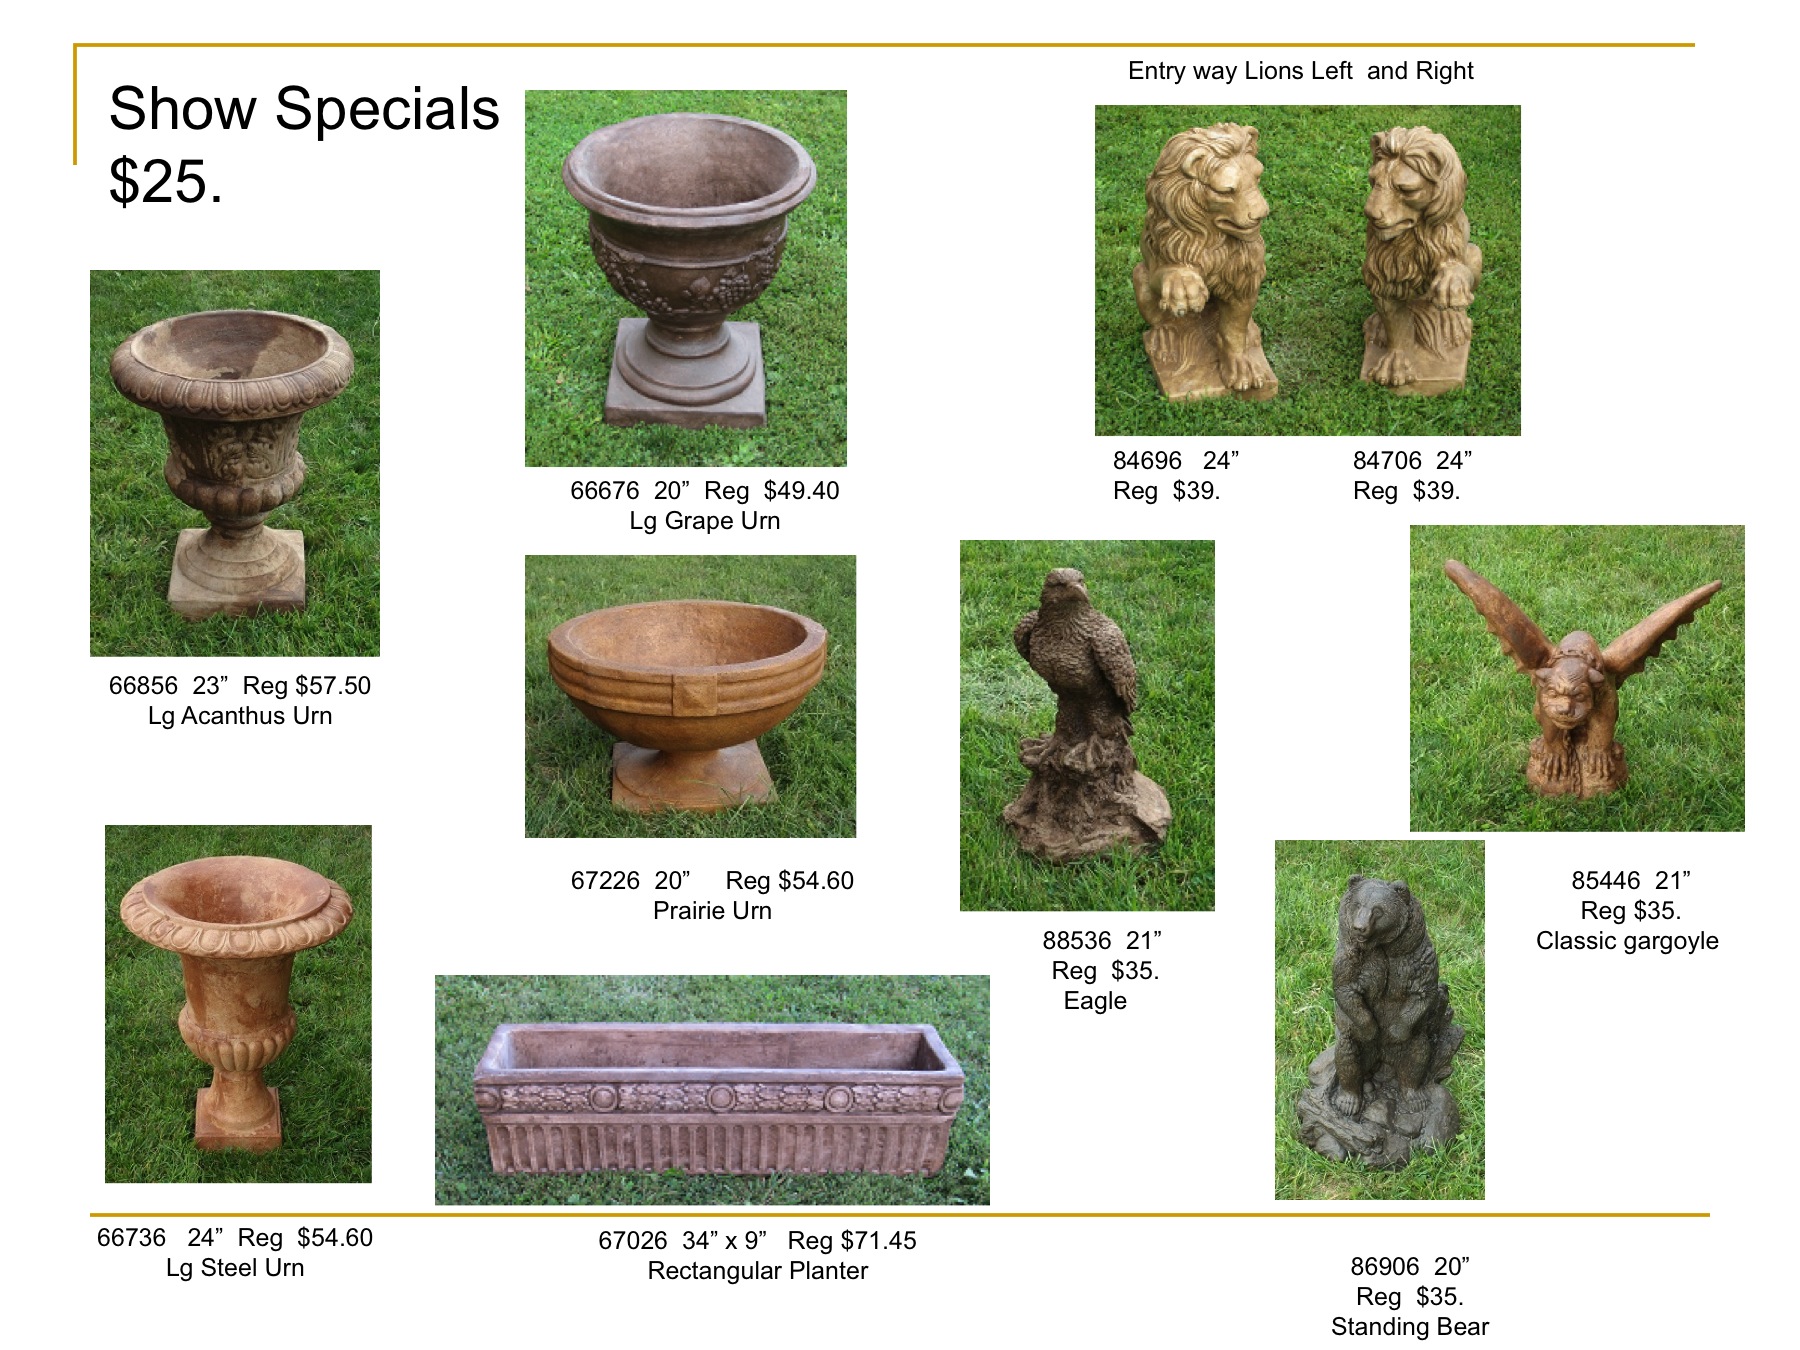 Show Specials
$25.
Entry way Lions Left  and Right
84696   24”
Reg  $39.
84706  24”
Reg  $39.
66676  20”  Reg  $49.40
Lg Grape Urn
66856  23”  Reg $57.50
Lg Acanthus Urn
67226  20”     Reg $54.60
Prairie Urn
88536  21”
Reg  $35.
Eagle
85446  21”
Reg $35.
Classic gargoyle
66736   24”  Reg  $54.60
Lg Steel Urn
67026  34” x 9”   Reg $71.45
Rectangular Planter
86906  20”
Reg  $35.
Standing Bear